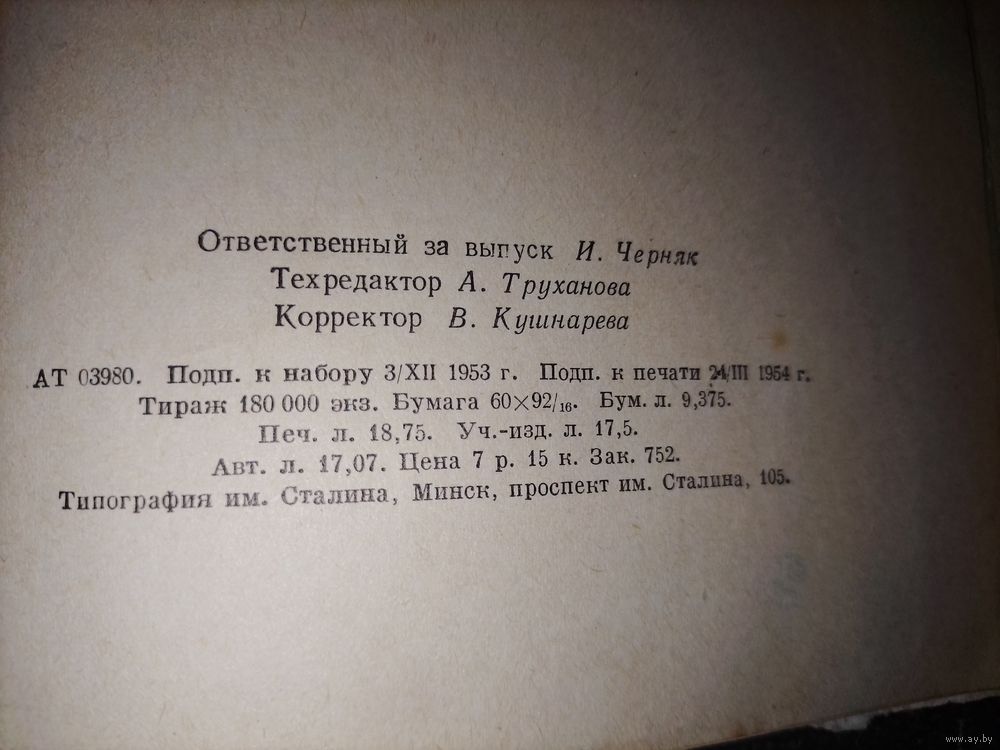 Ответственный за выпуск И. Черняк
Техредактор А. Труханова
Корректор В. Кушнарева
АТ 03980. Подп. к набору 3/XII 1953 г. Подп. к печати 24/III 1954 г.
Тираж 180 000 экз. Бумага 60×92/16. Бум. л. 9,375.
Печ. л. 18,75. Уч.-изд. л. 17,5.
Авт. л. 17,07. Цена 7 р. 15 к. Зак. 752.
Типография им. Сталина, Минск, проспект им. Сталина, 105.
www.ay.by